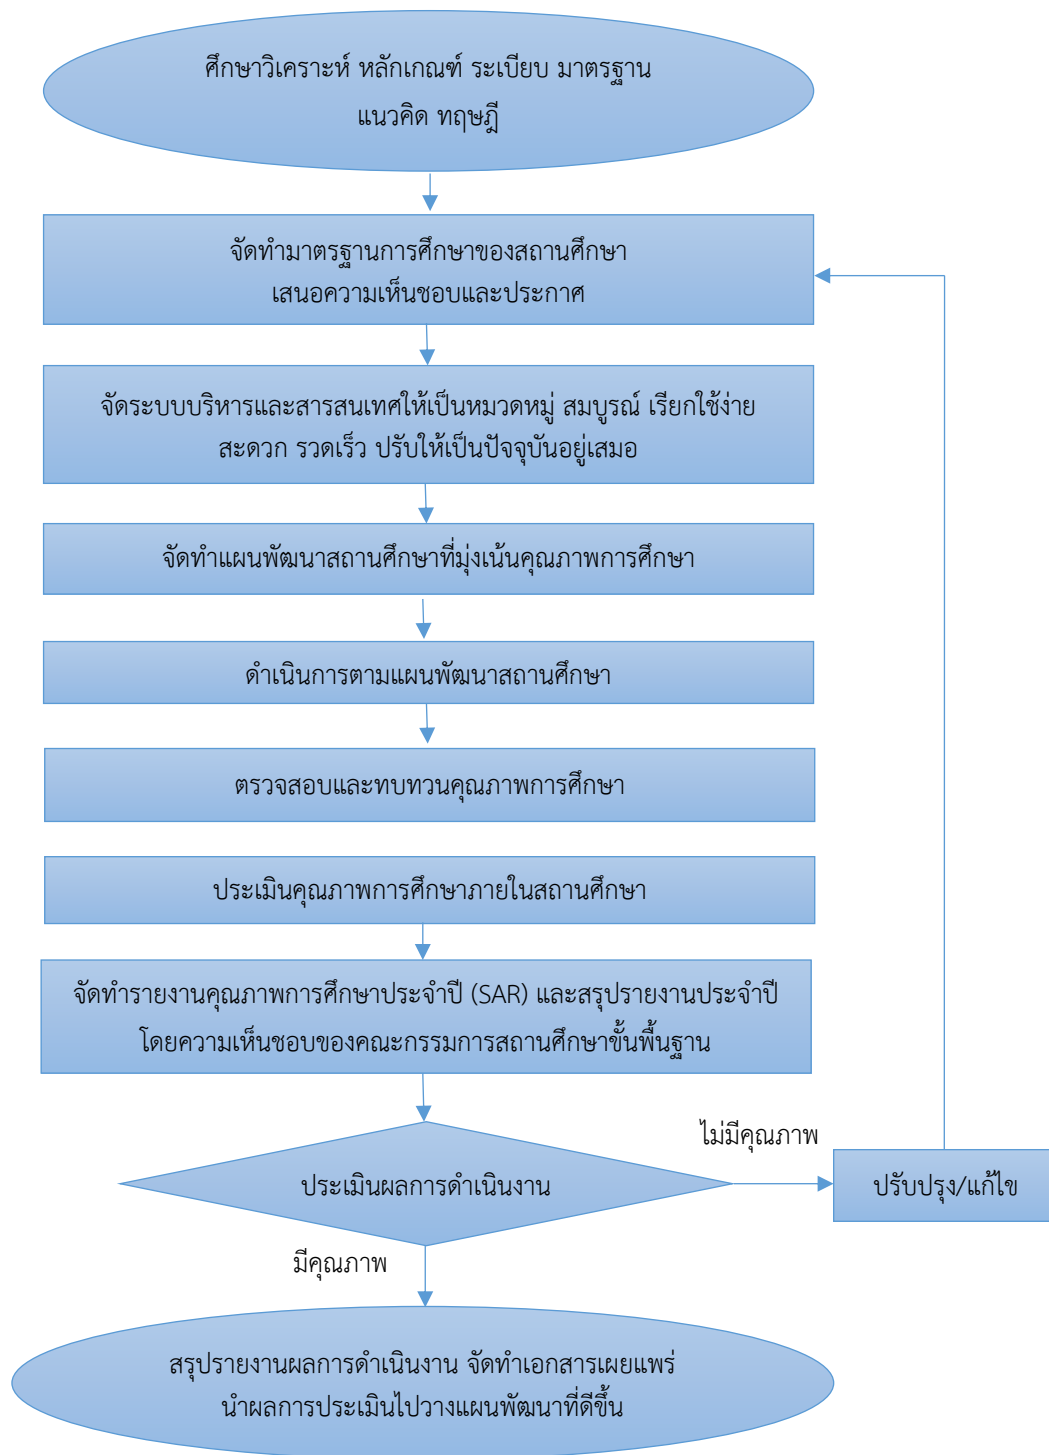 ศึกษาวิเคราะห์ หลักเกณฑ์ ระเบียบ มาตรฐาน
แนวคิด ทฤษฎี
จัดทำมาตรฐานการศึกษาของสถานศึกษา
เสนอความเห็นชอบและประกาศ
จัดระบบบริหารและสารสนเทศให้เป็นหมวดหมู่ สมบูรณ์ เรียกใช้ง่าย
สะดวก รวดเร็ว ปรับให้เป็นปัจจุบันอยู่เสมอ
จัดทำแผนพัฒนาสถานศึกษาที่มุ่งเน้นคุณภาพการศึกษา
ดำเนินการตามแผนพัฒนาสถานศึกษา
ตรวจสอบและทบทวนคุณภาพการศึกษา
ประเมินคุณภาพการศึกษาภายในสถานศึกษา
จัดทำรายงานคุณภาพการศึกษาประจำปี (SAR) และสรุปรายงานประจำปี
โดยความเห็นชอบของคณะกรรมการสถานศึกษาขั้นพื้นฐาน
ไม่มีคุณภาพ
ประเมินผลการดำเนินงาน
ปรับปรุง/แก้ไข
มีคุณภาพ
สรุปรายงานผลการดำเนินงาน จัดทำเอกสารเผยแพร่
นำผลการประเมินไปวางแผนพัฒนาที่ดีขึ้น